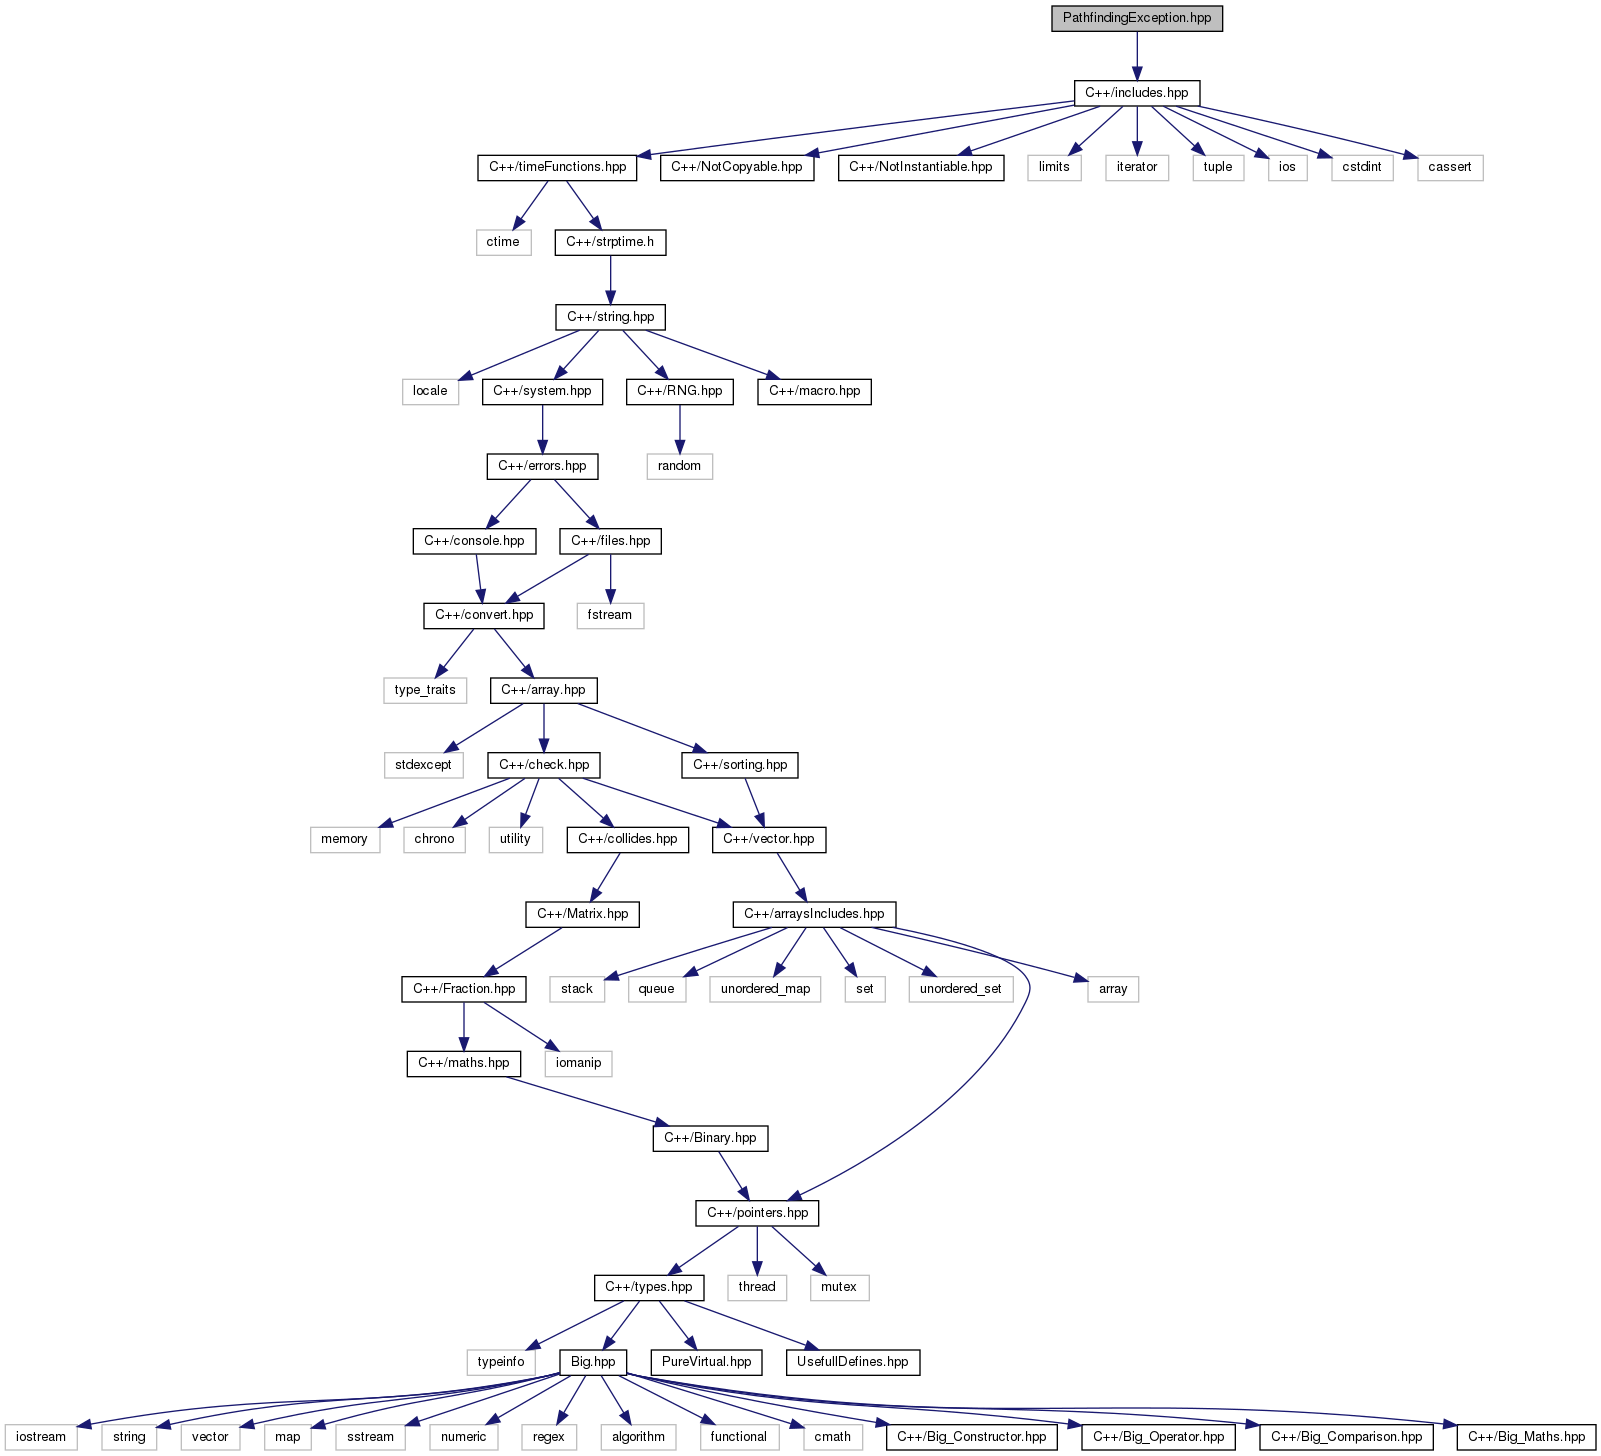 PathfindingException.hpp
C++/includes.hpp
C++/timeFunctions.hpp
C++/NotCopyable.hpp
C++/NotInstantiable.hpp
limits
iterator
tuple
ios
cstdint
cassert
ctime
C++/strptime.h
C++/string.hpp
locale
C++/system.hpp
C++/RNG.hpp
C++/macro.hpp
C++/errors.hpp
random
C++/console.hpp
C++/files.hpp
C++/convert.hpp
fstream
type_traits
C++/array.hpp
stdexcept
C++/check.hpp
C++/sorting.hpp
memory
chrono
utility
C++/collides.hpp
C++/vector.hpp
C++/Matrix.hpp
C++/arraysIncludes.hpp
C++/Fraction.hpp
stack
queue
unordered_map
set
unordered_set
array
C++/maths.hpp
iomanip
C++/Binary.hpp
C++/pointers.hpp
C++/types.hpp
thread
mutex
typeinfo
Big.hpp
PureVirtual.hpp
UsefullDefines.hpp
iostream
string
vector
map
sstream
numeric
regex
algorithm
functional
cmath
C++/Big_Constructor.hpp
C++/Big_Operator.hpp
C++/Big_Comparison.hpp
C++/Big_Maths.hpp